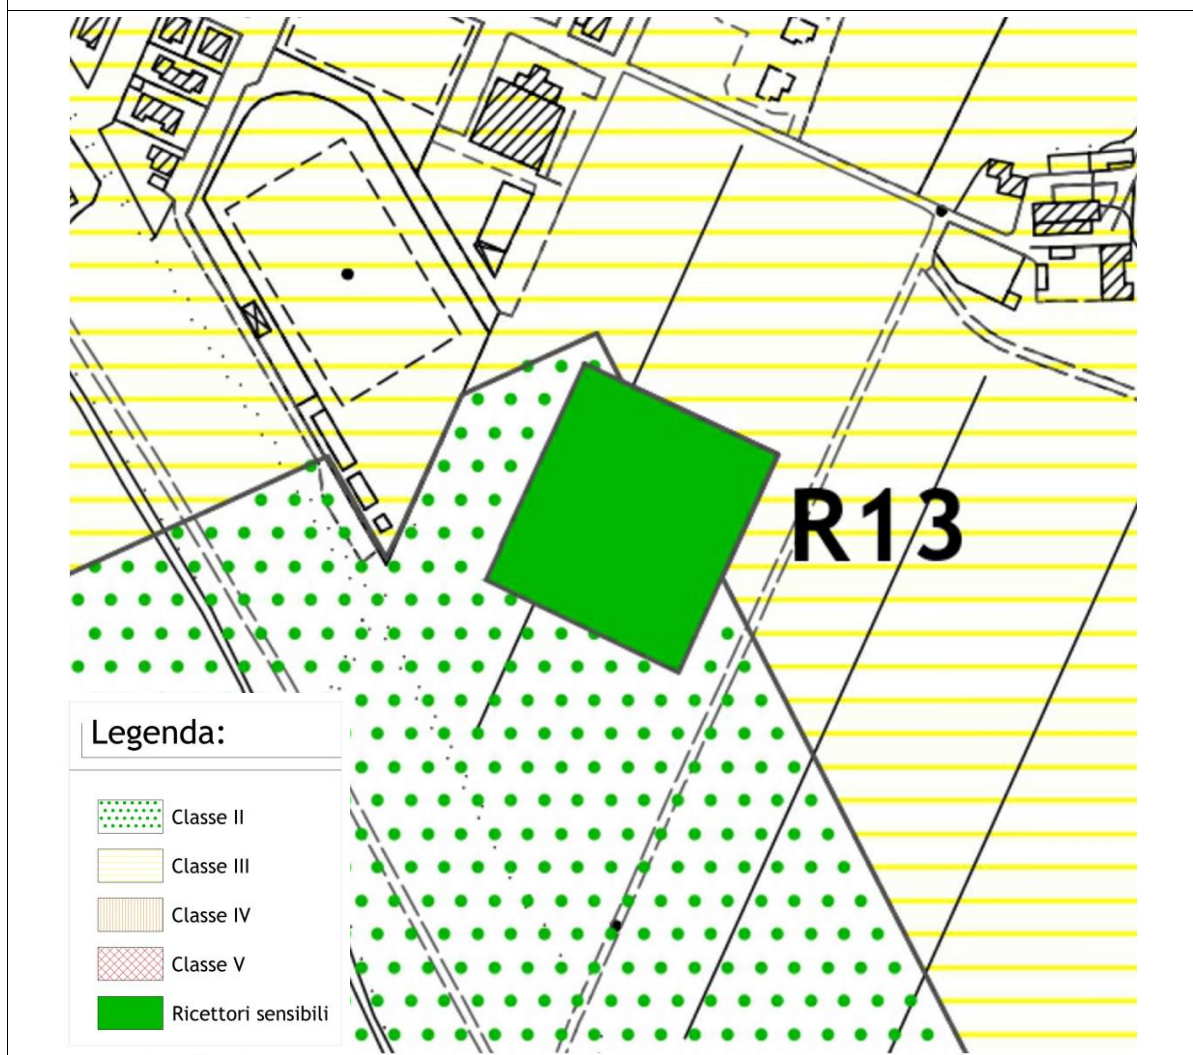 R13
Legenda:
Classe II
Classe III
Classe IV
Classe V
Ricettori sensibili